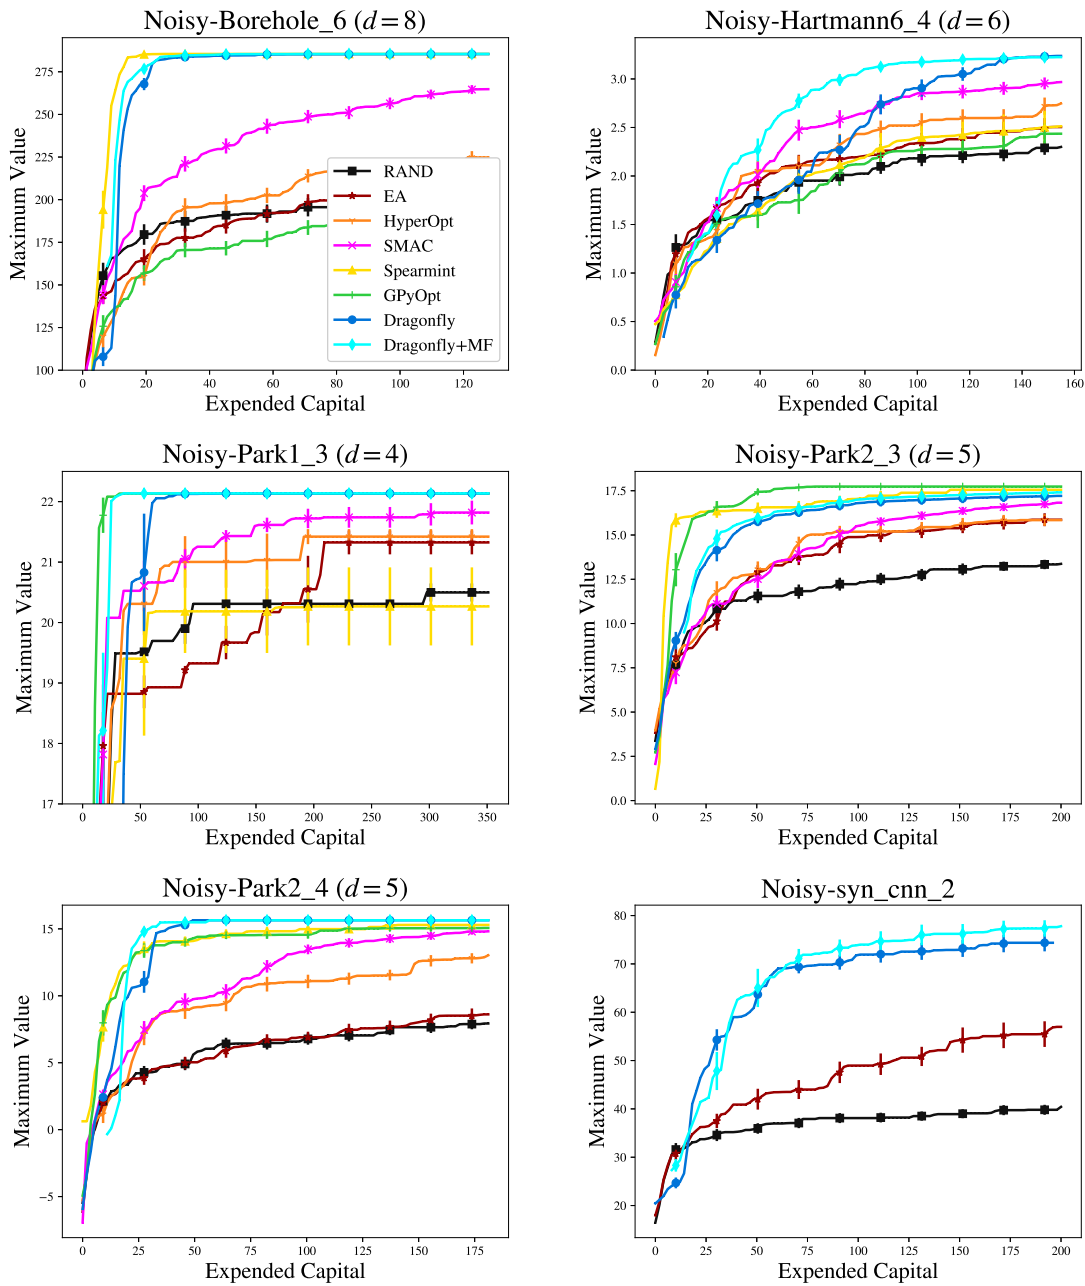 Noisy-Borehole_6 (d=8)
Maximum Value
275
250
225
200
175
150
125
100
0 20 40 60 80 100 120
Expended Capital
RAND
EA
HyperOpt
SMAC
Spearmint
GPyOpt
Dragonfly
Dragonfly+MF
Noisy-Hartmann6_4 (d=6)
Maximum Value
3.0
2.5
2.0
1.5
1.0
0.5
0.0
0 20 40 60 80 100 120 140 160
Expended Capital
Noisy-Park1_3 (d=4)
Maximum Value
22
21
20
19
18
17
0 50 100 150 200 250 300 350
Expended Capital
Noisy-Park2_3 (d=5)
Maximum Value
17.5
15.0
12.5
10.0
7.5
5.0
2.5
0.0
0 25 50 75 100 125 150 175 200
Expended Capital
Noisy-Park2_4 (d=5)
Maximum Value
15
10
5
0
−5
0 25 50 75 100 125 150 175
Expended Capital
Noisy-syn_cnn_2
Maximum Value
80
70
60
50
40
30
20
0 25 50 75 100 125 150 175 200
Expended Capital